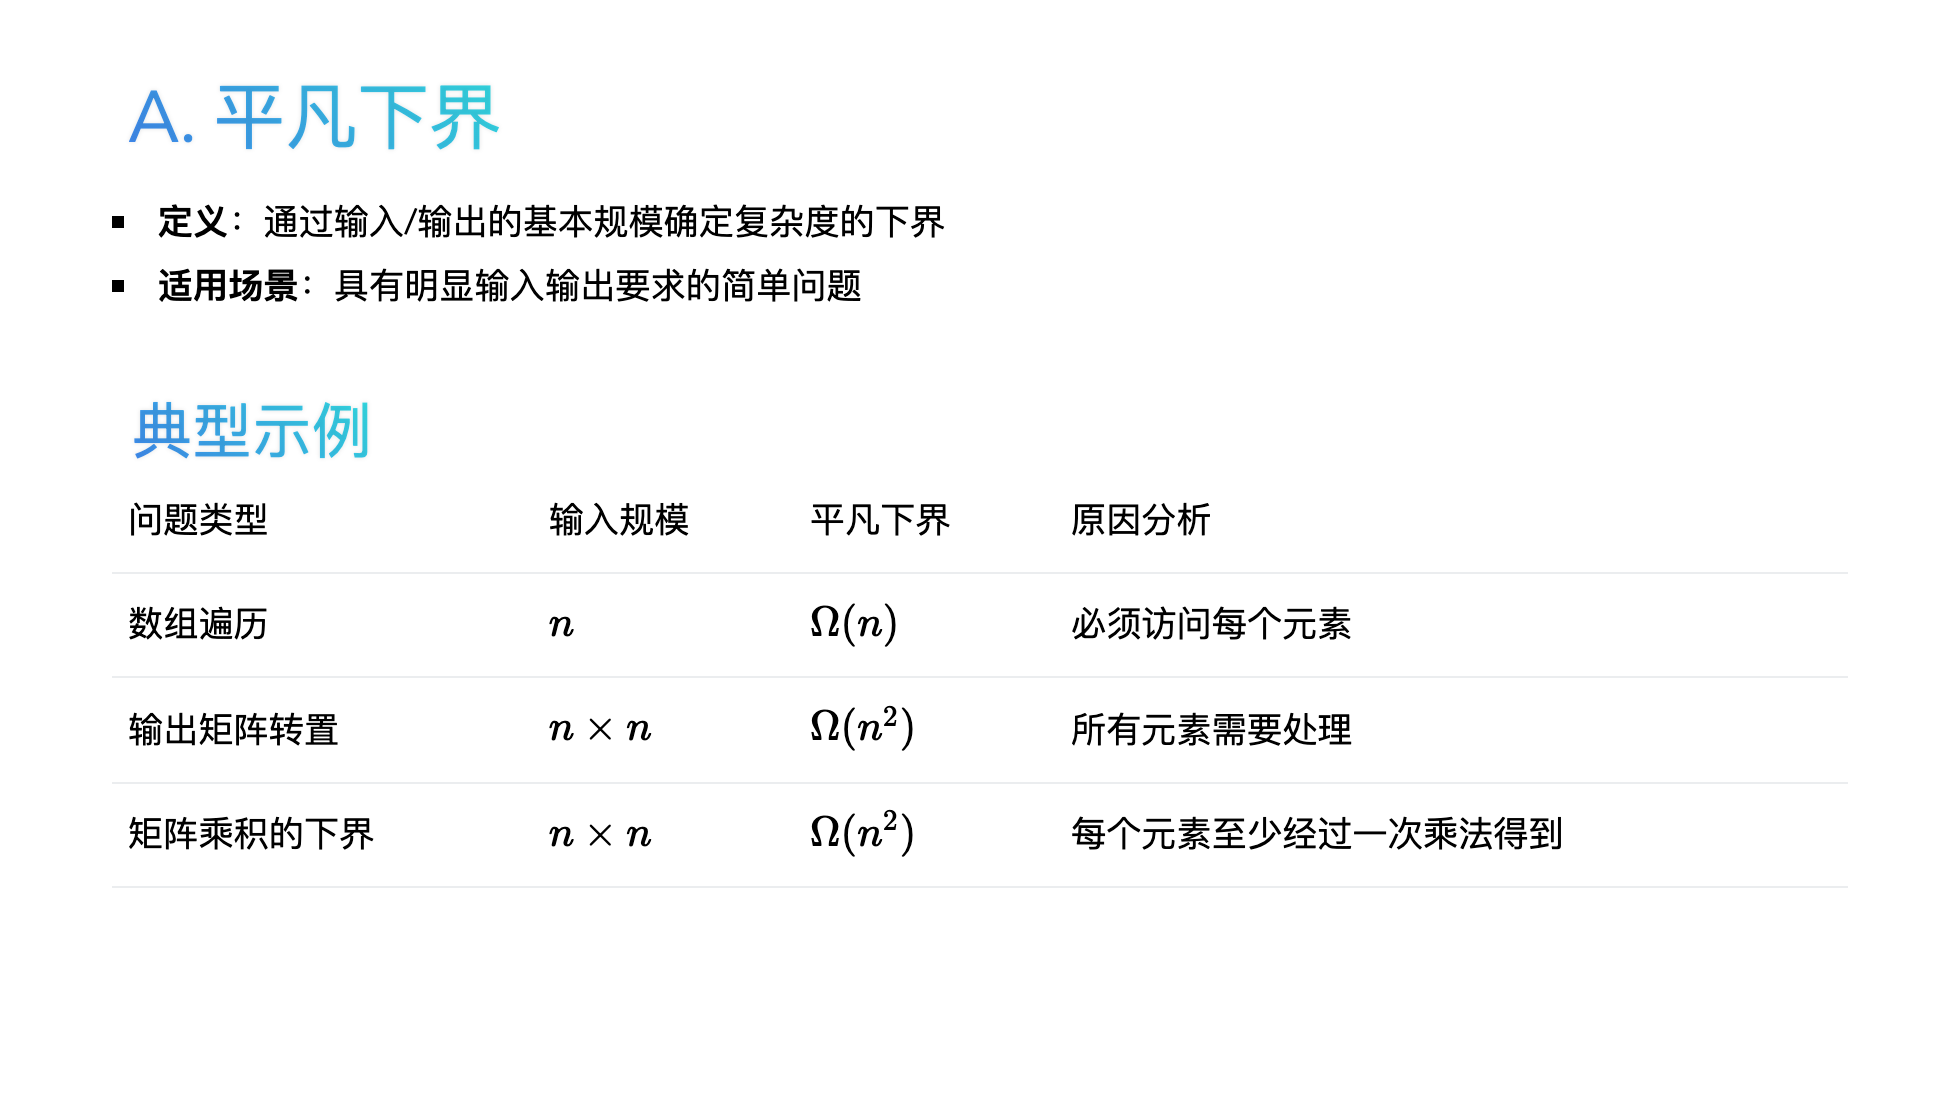 A. 平凡下界
▪ 定义：通过输入/输出的基本规模确定复杂度的下界
▪ 适用场景：具有明显输入输出要求的简单问题
典型示例
问题类型 输入规模 平凡下界 原因分析
数组遍历 n Ω(n) 必须访问每个元素
输出矩阵转置 n × n Ω(n²) 所有元素需要处理
矩阵乘积的下界 n × n Ω(n²) 每个元素至少经过一次乘法得到